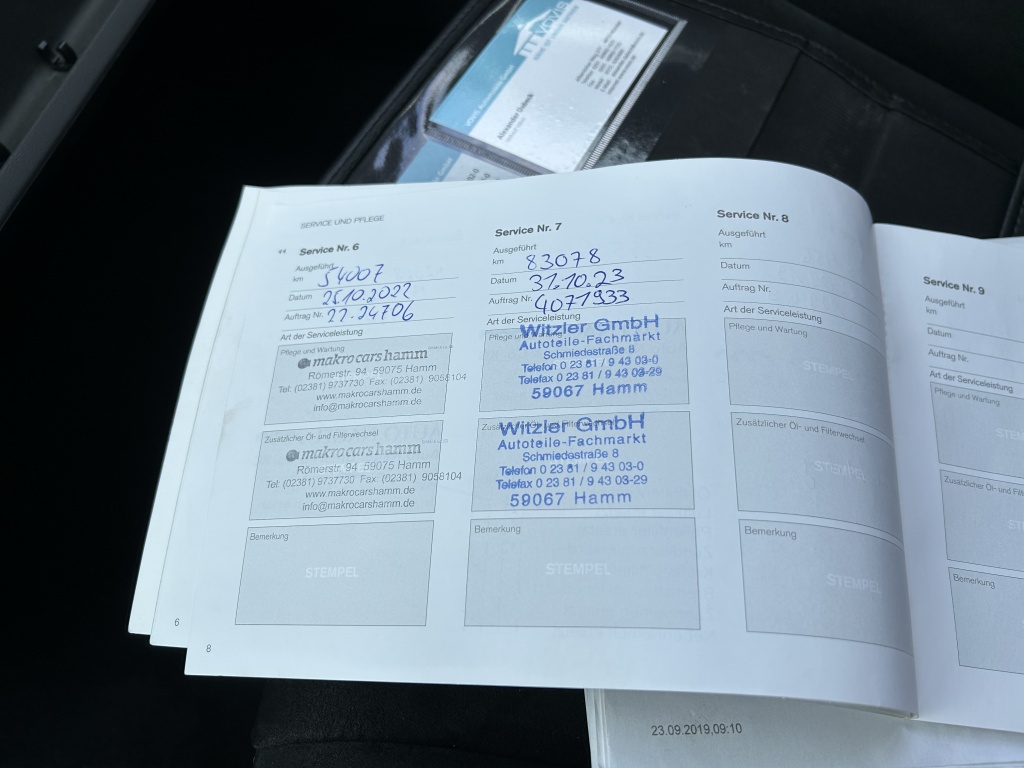 VOVIS
SERVICE UND PFLEGE
‹‹ Service Nr. 6
Ausgeführt
km 54007
Datum 25.10.2022
Auftrag Nr. 22-24706
Art der Serviceleistung
Pflege und Wartung
makrocarshamm
Römerstr. 94 59075 Hamm
Tel: (02381) 9737730 Fax: (02381) 9058104
www.makrocarshamm.de
info@makrocarshamm.de
Zusätzlicher Öl- und Filterwechsel
makrocarshamm
Römerstr. 94 59075 Hamm
Tel: (02381) 9737730 Fax: (02381) 9058104
www.makrocarshamm.de
info@makrocarshamm.de
Bemerkung
STEMPEL
6
8
Service Nr. 7
Ausgeführt
km 83078
Datum 31.10.23
Auftrag Nr. 4071933
Art der Serviceleistung
Pflege und Wartung
Witzler GmbH
Autoteile-Fachmarkt
Schmiedestraße 8
Telefon 0 23 81 / 9 43 03-0
Telefax 0 23 81 / 9 43 03-29
59067 Hamm
Zusätzlicher Öl- und Filterwechsel
Witzler GmbH
Autoteile-Fachmarkt
Schmiedestraße 8
Telefon 0 23 81 / 9 43 03-0
Telefax 0 23 81 / 9 43 03-29
59067 Hamm
Bemerkung
STEMPEL
Service Nr. 8
Ausgeführt
km
Datum
Auftrag Nr.
Art der Serviceleistung
Pflege und Wartung
STEMPEL
Zusätzlicher Öl- und Filterwechsel
STEMPEL
Bemerkung
STEMPEL
Service Nr. 9
Ausgeführt
km
Datum
Auftrag Nr.
Art der Serviceleistung
Pflege und Wartung
Zusätzlicher Öl- und
Bemerkung
23.09.2019,09:10